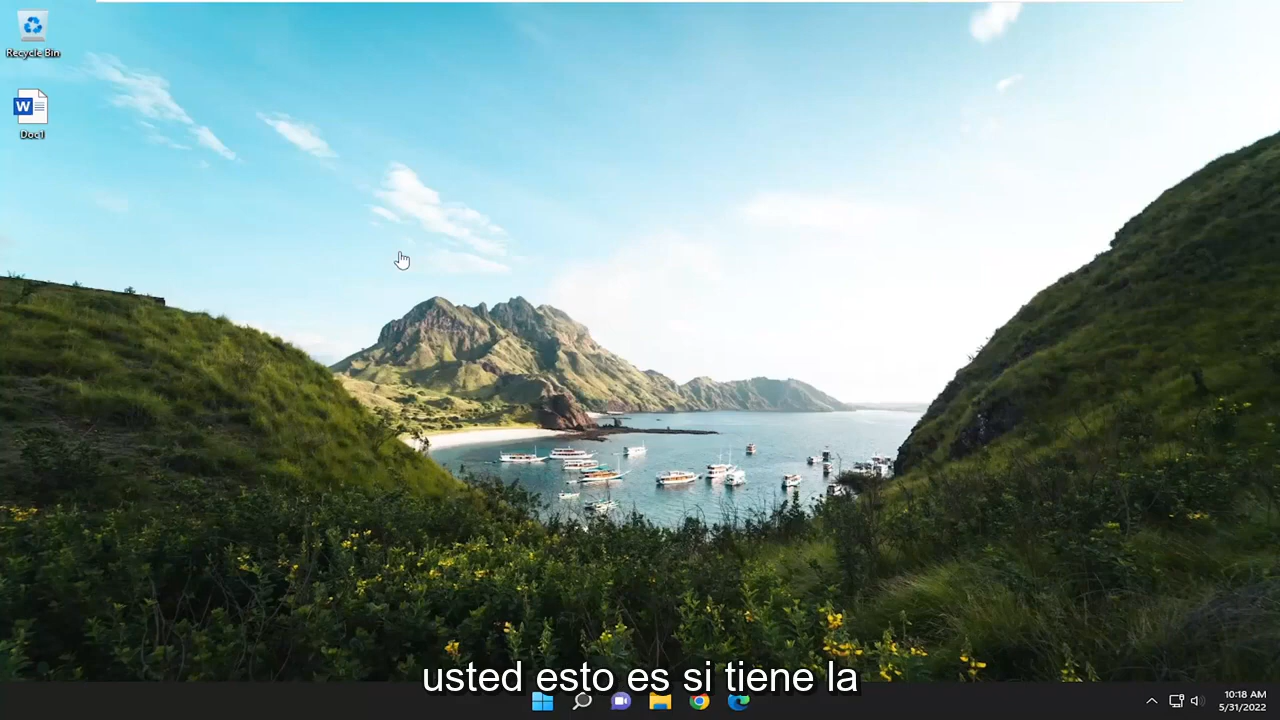 Recycle Bin
W
Doc1
usted esto es si tiene la
10:18 AM
5/31/2022